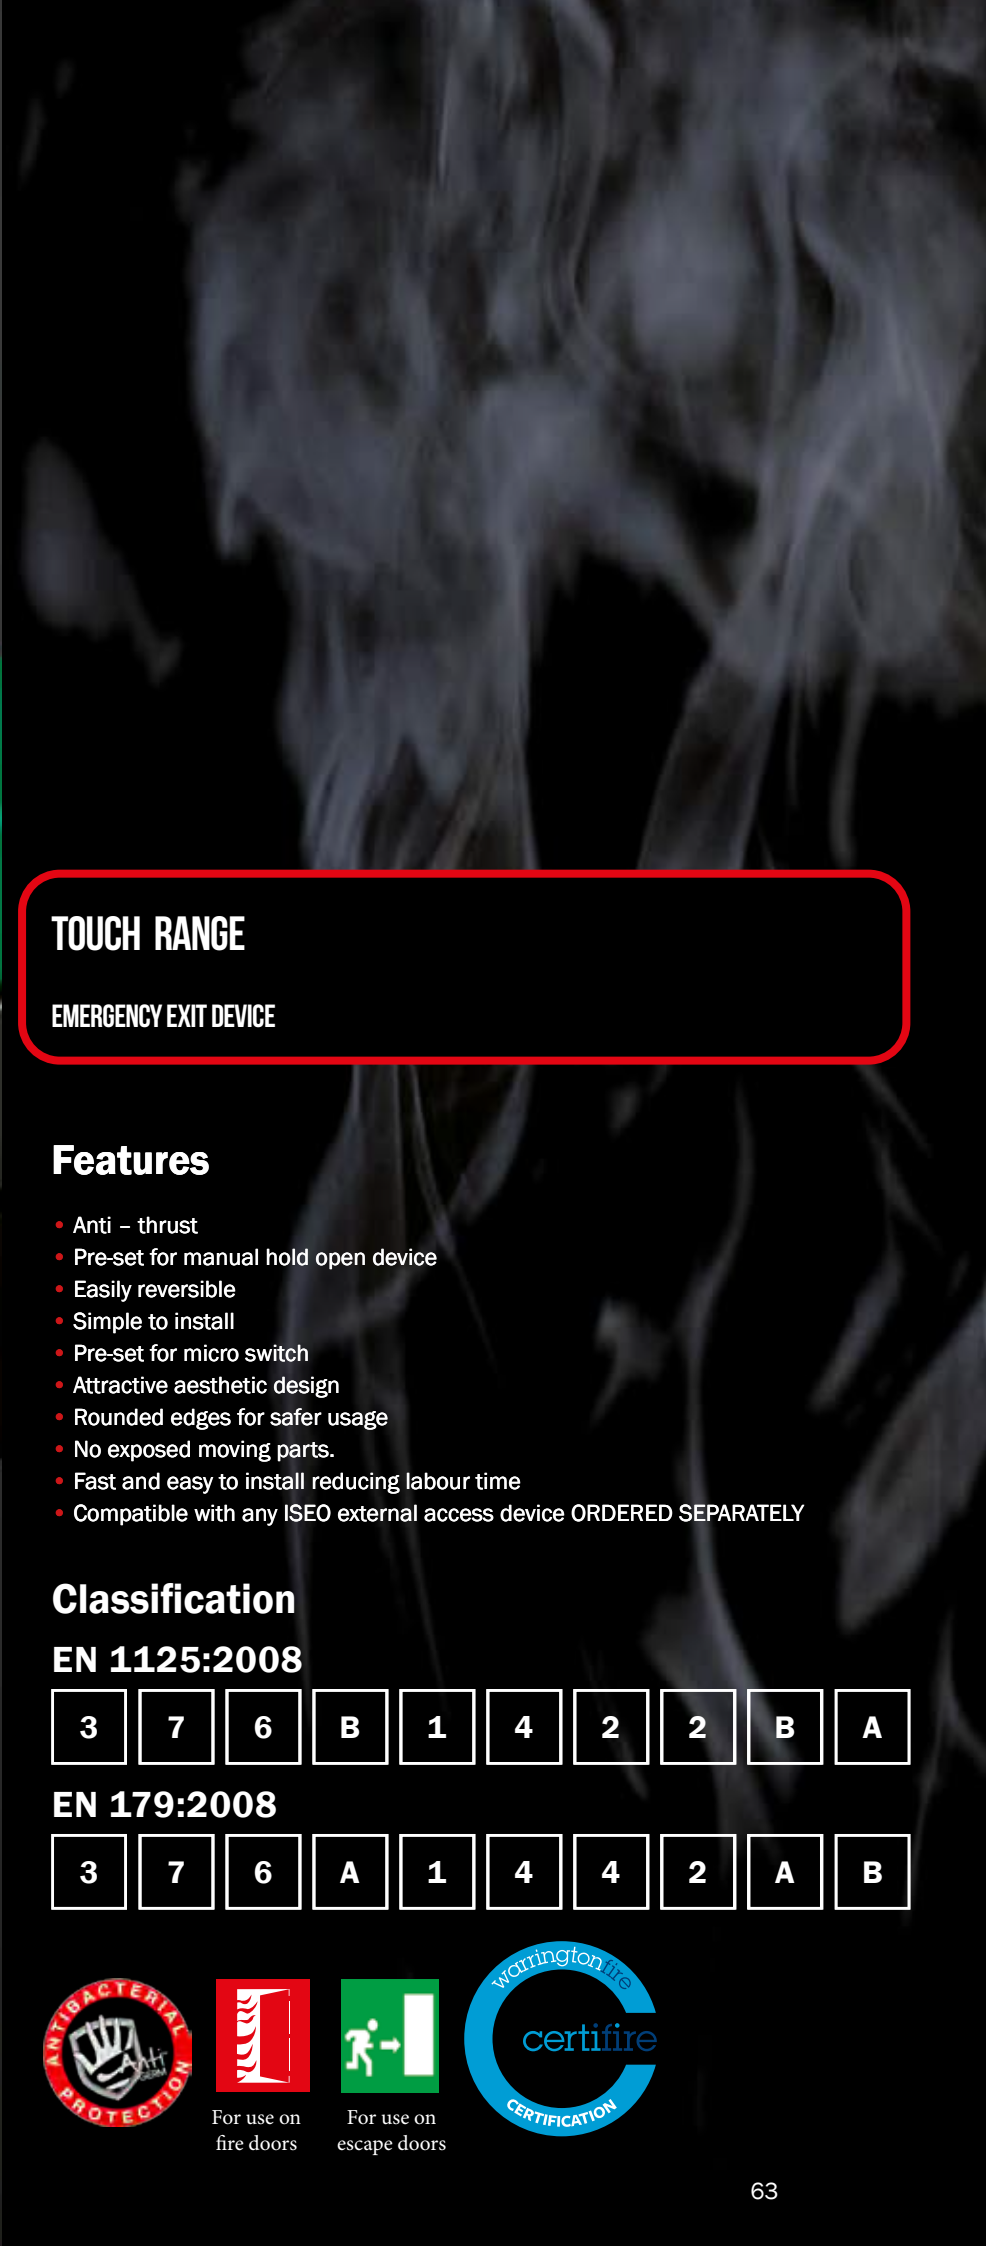 TOUCH RANGE
EMERGENCY EXIT DEVICE
Features
• Anti – thrust
• Pre-set for manual hold open device
• Easily reversible
• Simple to install
• Pre-set for micro switch
• Attractive aesthetic design
• Rounded edges for safer usage
• No exposed moving parts.
• Fast and easy to install reducing labour time
• Compatible with any ISEO external access device ORDERED SEPARATELY
Classification
EN 1125:2008
3 7 6 B 1 4 2 2 B A
EN 179:2008
3 7 6 A 1 4 4 2 A B
ANTIBACTERIAL
Anti
GERM
PROTECTION
For use on
fire doors
For use on
escape doors
warringtonfire
certifire
CERTIFICATION
63